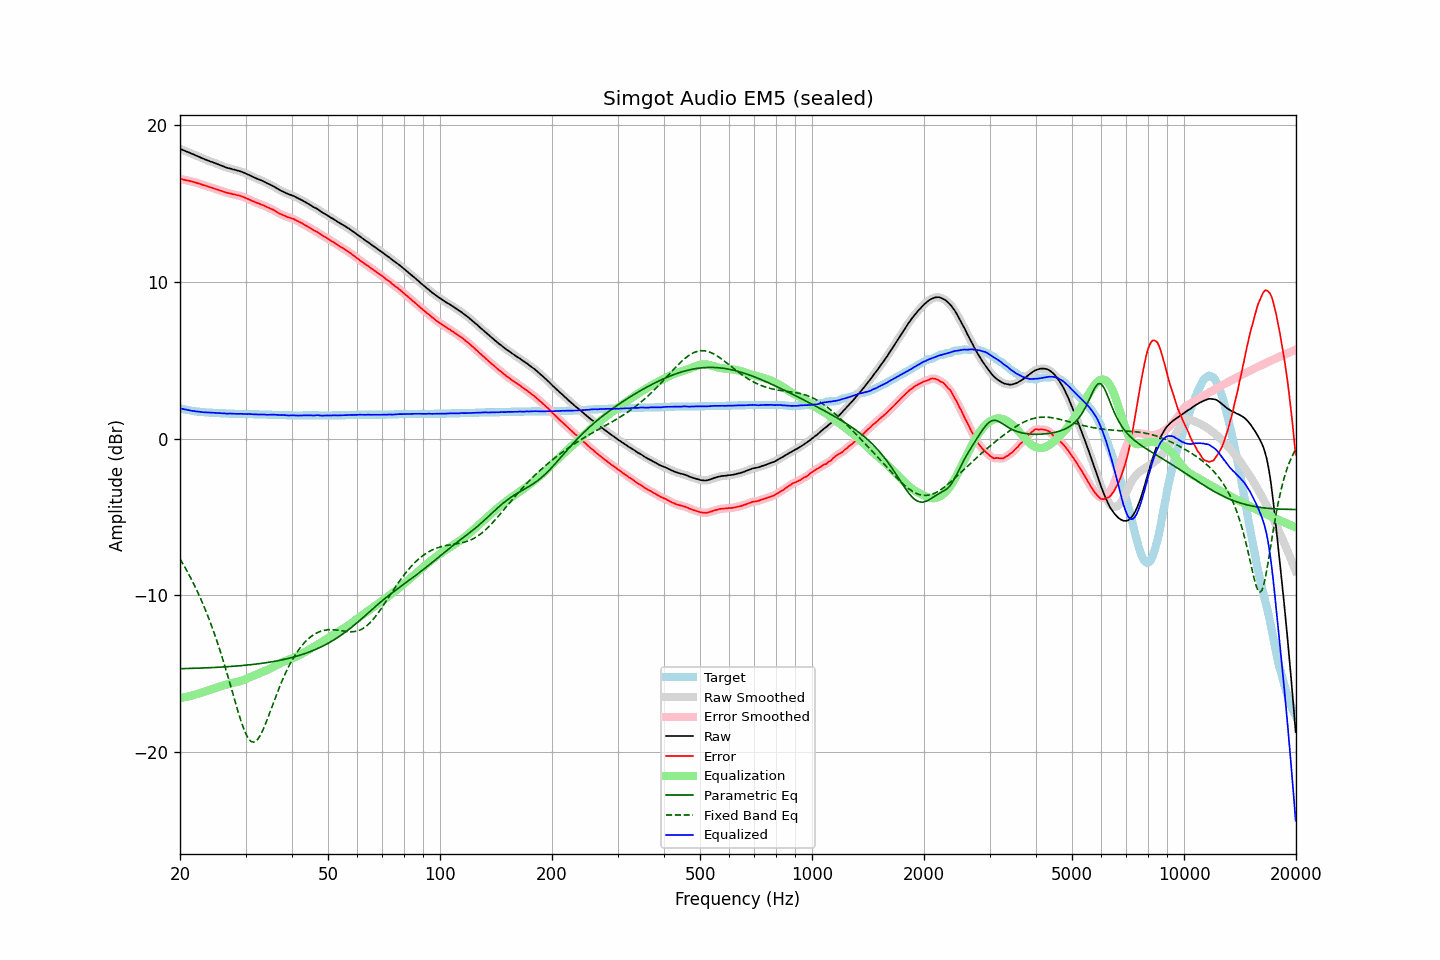 Simgot Audio EM5 (sealed)
20
10
0
−10
−20
Amplitude (dBr)
Target
Raw Smoothed
Error Smoothed
Raw
Error
Equalization
Parametric Eq
Fixed Band Eq
Equalized
20 50 100 200 500 1000 2000 5000 10000 20000
Frequency (Hz)